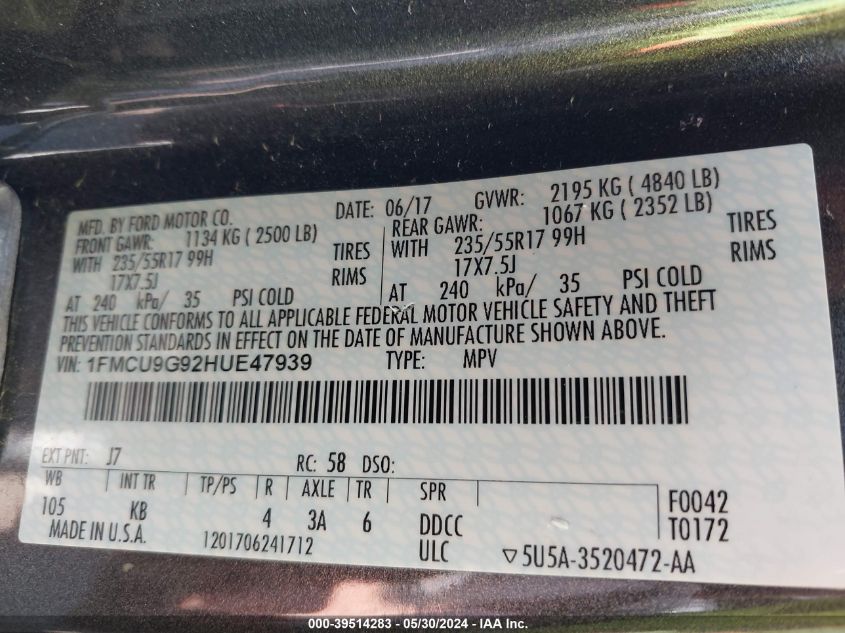 MFD. BY FORD MOTOR CO. DATE: 06/17 GVWR: 2195 KG ( 4840 LB)
FRONT GAWR: 1134 KG ( 2500 LB) REAR GAWR: 1067 KG ( 2352 LB)
WITH 235/55R17 99H TIRES WITH 235/55R17 99H TIRES
17X7.5J RIMS 17X7.5J RIMS
AT 240 kPa/ 35 PSI COLD AT 240 kPa/ 35 PSI COLD
THIS VEHICLE CONFORMS TO ALL APPLICABLE FEDERAL MOTOR VEHICLE SAFETY AND THEFT
PREVENTION STANDARDS IN EFFECT ON THE DATE OF MANUFACTURE SHOWN ABOVE.
VIN: 1FMCU9G92HUE47939 TYPE: MPV
EXT PNT: J7 RC: 58 DSO:
WB INT TR TP/PS R AXLE TR SPR
105 KB 4 3A 6 DDCC F0042
MADE IN U.S.A. 1201706241712 ULC T0172
▽5U5A-3520472-AA
000-39514283 - 05/30/2024 - IAA Inc.